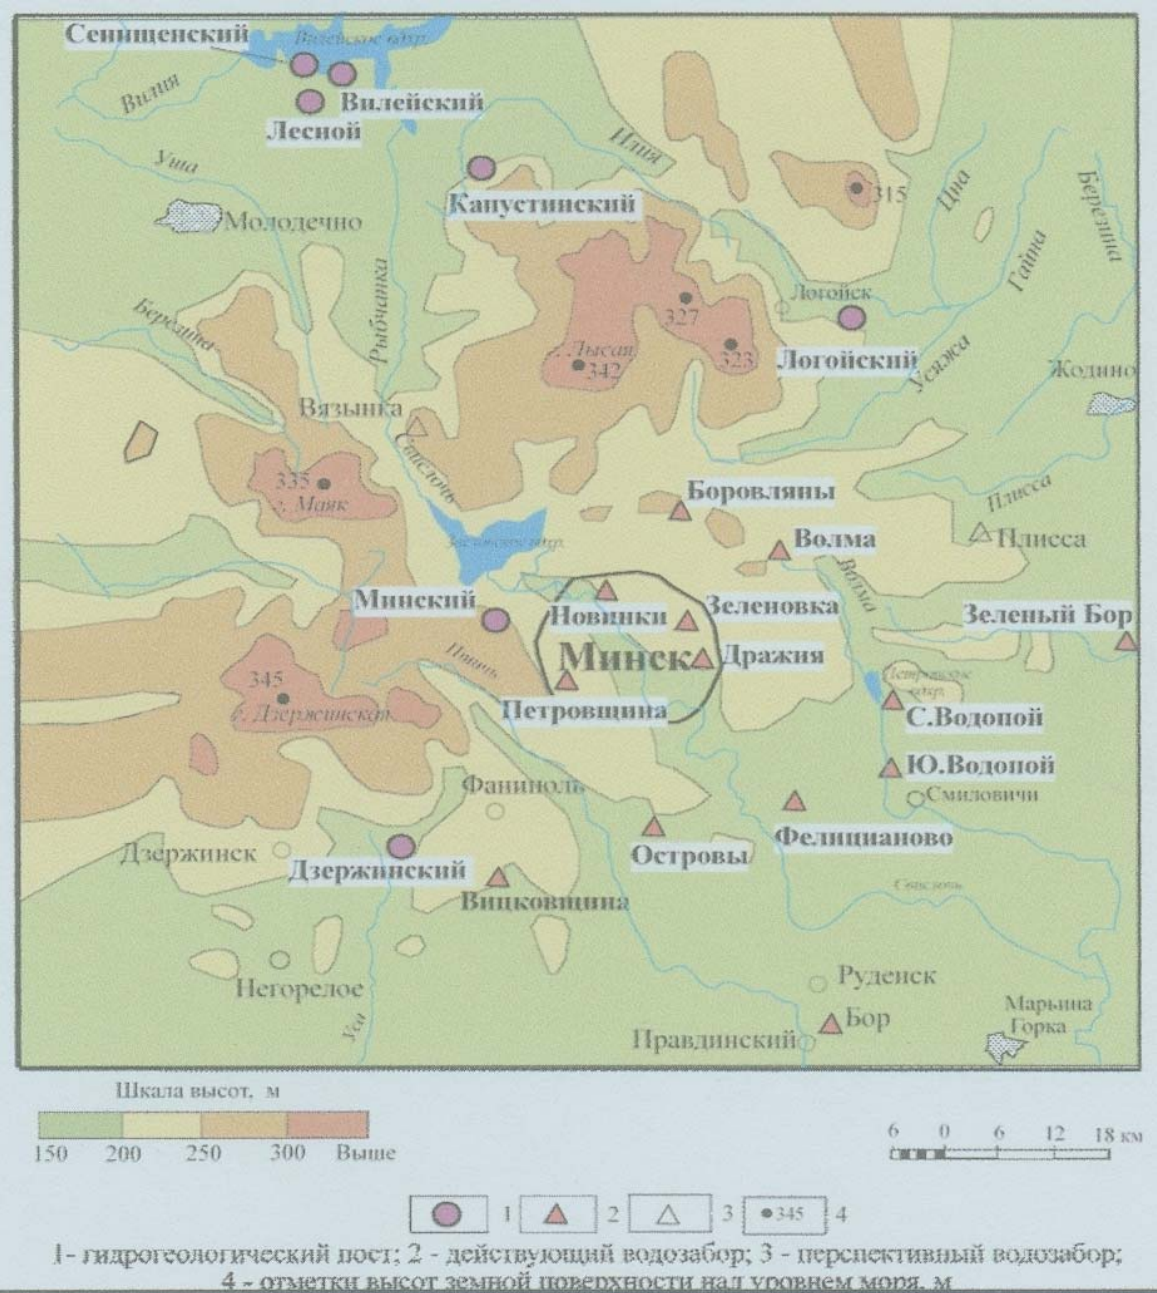 Сенищенский
Вилейское вдхр.
Вилия
Вилейский
Лесной
Илия
Уша
315
Цна
Березина
Капустинский
Молодечно
Гайна
Рыбчанка
Логойск
Березина
327
323
г. Лысая
342
Логойский
Усяжа
Жодино
Вязынка
Свислочь
335
г. Маяк
Боровляны
Плисса
Волма
Плисса
Волма
Минский
Новинки
Зеленовка
Зеленый Бор
Минск
Дражня
345
г. Дзержинская
Петровщина
С.Водопой
Ю.Водопой
Фаниполь
Смиловичи
Фелицианово
Дзержинск
Дзержинский
Островы
Вицковщина
Свислочь
Негорелое
Уса
Руденск
Марьина
Горка
Бор
Правдинский
Шкала высот, м
150 200 250 300 Выше
6 0 6 12 18 км
1 2 3 345 4
1- гидрогеологический пост; 2 - действующий водозабор; 3 - перспективный водозабор;
4 - отметки высот земной поверхности над уровнем моря, м